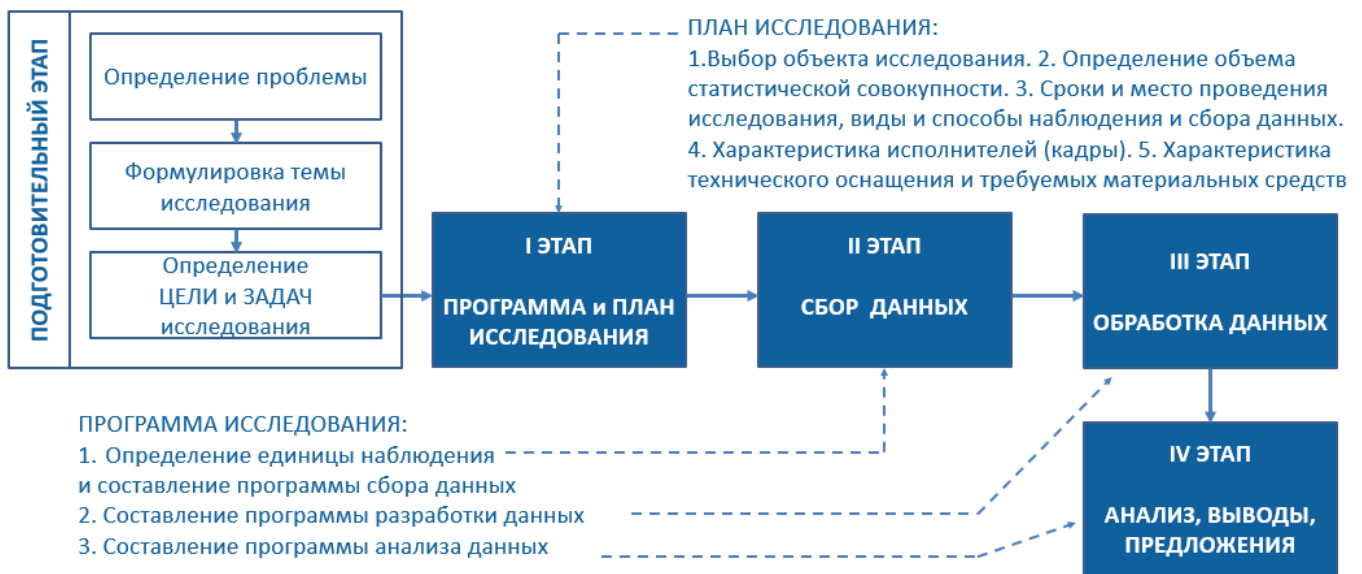 ПОДГОТОВИТЕЛЬНЫЙ ЭТАП
Определение проблемы
Формулировка темы
исследования
Определение
ЦЕЛИ и ЗАДАЧ
исследования
ПЛАН ИССЛЕДОВАНИЯ:
1.Выбор объекта исследования. 2. Определение объема
статистической совокупности. 3. Сроки и место проведения
исследования, виды и способы наблюдения и сбора данных.
4. Характеристика исполнителей (кадры). 5. Характеристика
технического оснащения и требуемых материальных средств
I ЭТАП
ПРОГРАММА и ПЛАН
ИССЛЕДОВАНИЯ
II ЭТАП
СБОР ДАННЫХ
III ЭТАП
ОБРАБОТКА ДАННЫХ
IV ЭТАП
АНАЛИЗ, ВЫВОДЫ,
ПРЕДЛОЖЕНИЯ
ПРОГРАММА ИССЛЕДОВАНИЯ:
1. Определение единицы наблюдения
и составление программы сбора данных
2. Составление программы разработки данных
3. Составление программы анализа данных